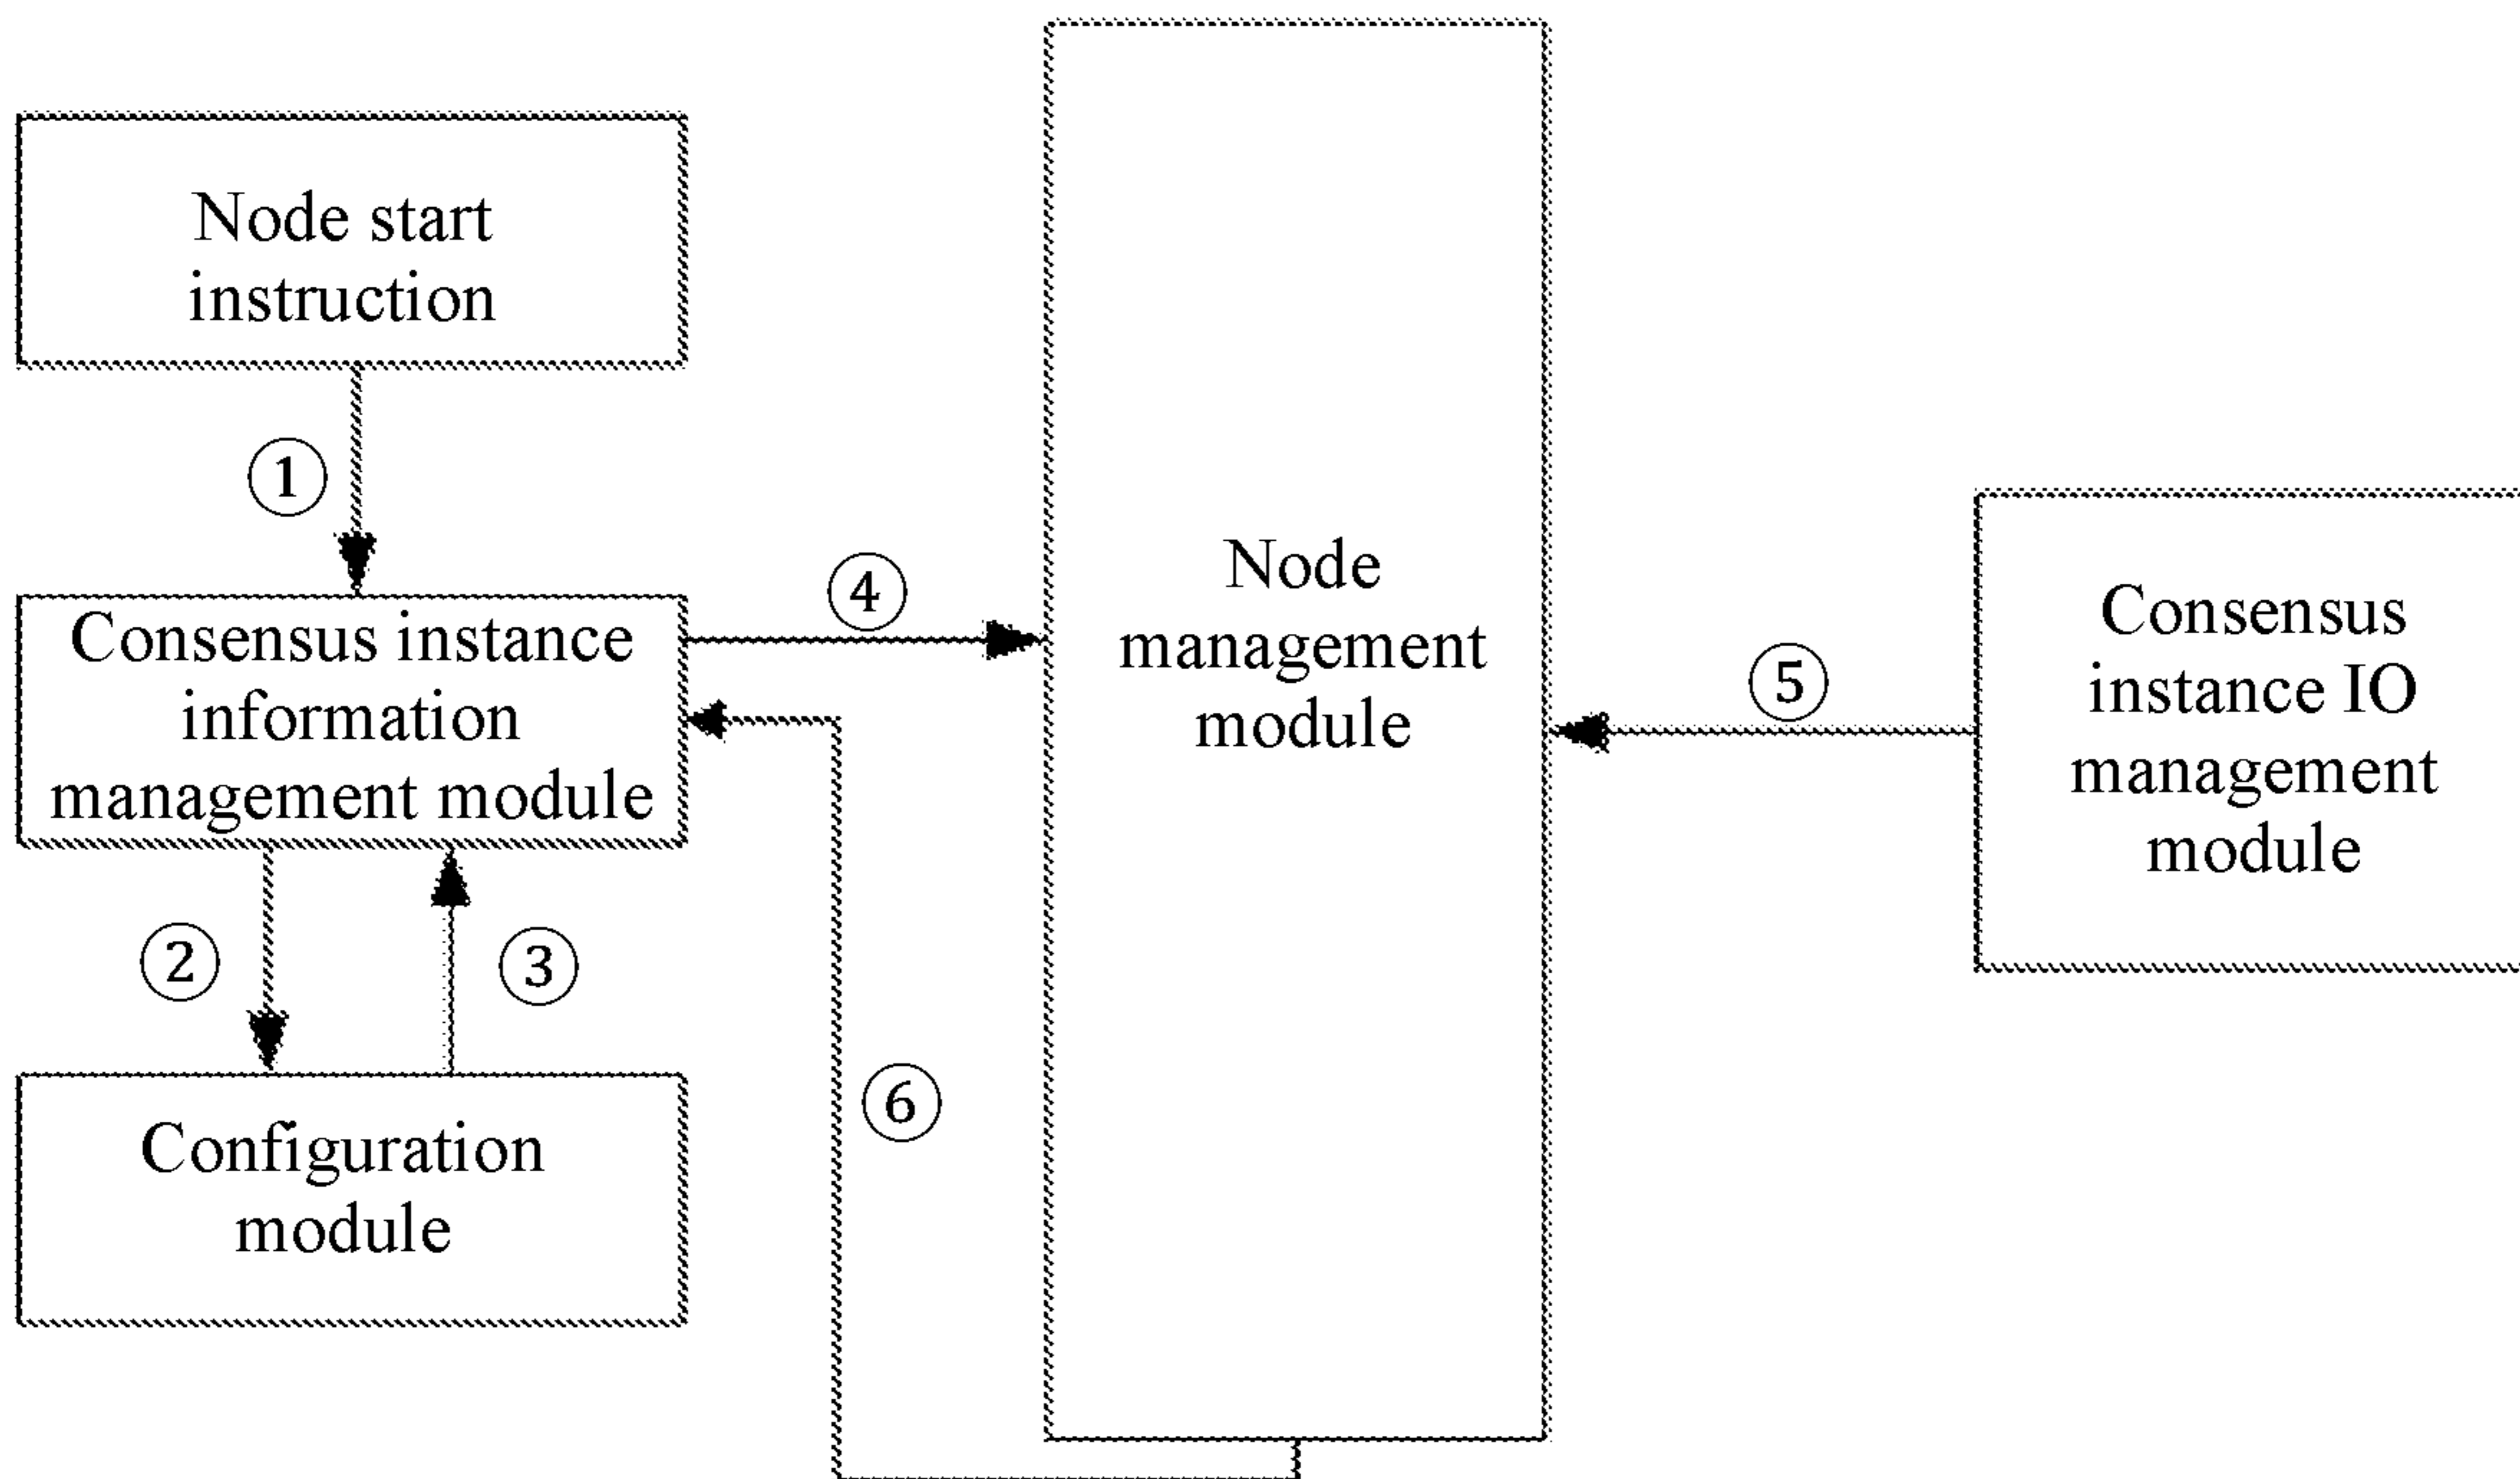 Node start
instruction
①
Consensus instance
information
management module
②
③
Configuration
module
④
⑥
Node
management
module
⑤
Consensus
instance IO
management
module